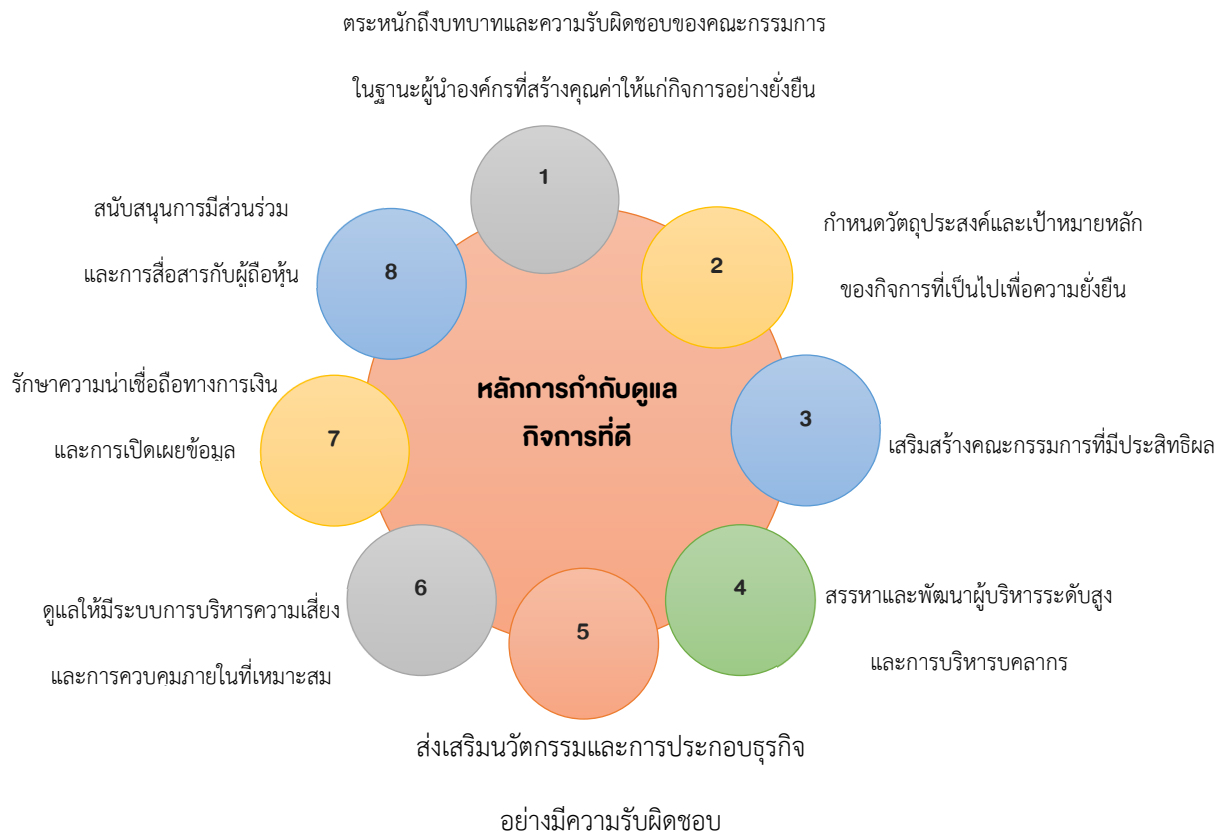 ตระหนักถึงบทบาทและความรับผิดชอบของคณะกรรมการ
ในฐานะผู้นำองค์กรที่สร้างคุณค่าให้แก่กิจการอย่างยั่งยืน
1
กำหนดวัตถุประสงค์และเป้าหมายหลัก
ของกิจการที่เป็นไปเพื่อความยั่งยืน
2
เสริมสร้างคณะกรรมการที่มีประสิทธิผล
3
สรรหาและพัฒนาผู้บริหารระดับสูง
และการบริหารบคลากร
4
ส่งเสริมนวัตกรรมและการประกอบธุรกิจ
อย่างมีความรับผิดชอบ
5
ดูแลให้มีระบบการบริหารความเสี่ยง
และการควบคมภายในที่เหมาะสม
6
รักษาความน่าเชื่อถือทางการเงิน
และการเปิดเผยข้อมูล
7
สนับสนุนการมีส่วนร่วม
และการสื่อสารกับผู้ถือหุ้น
8
หลักการกำกับดูแล
กิจการที่ดี